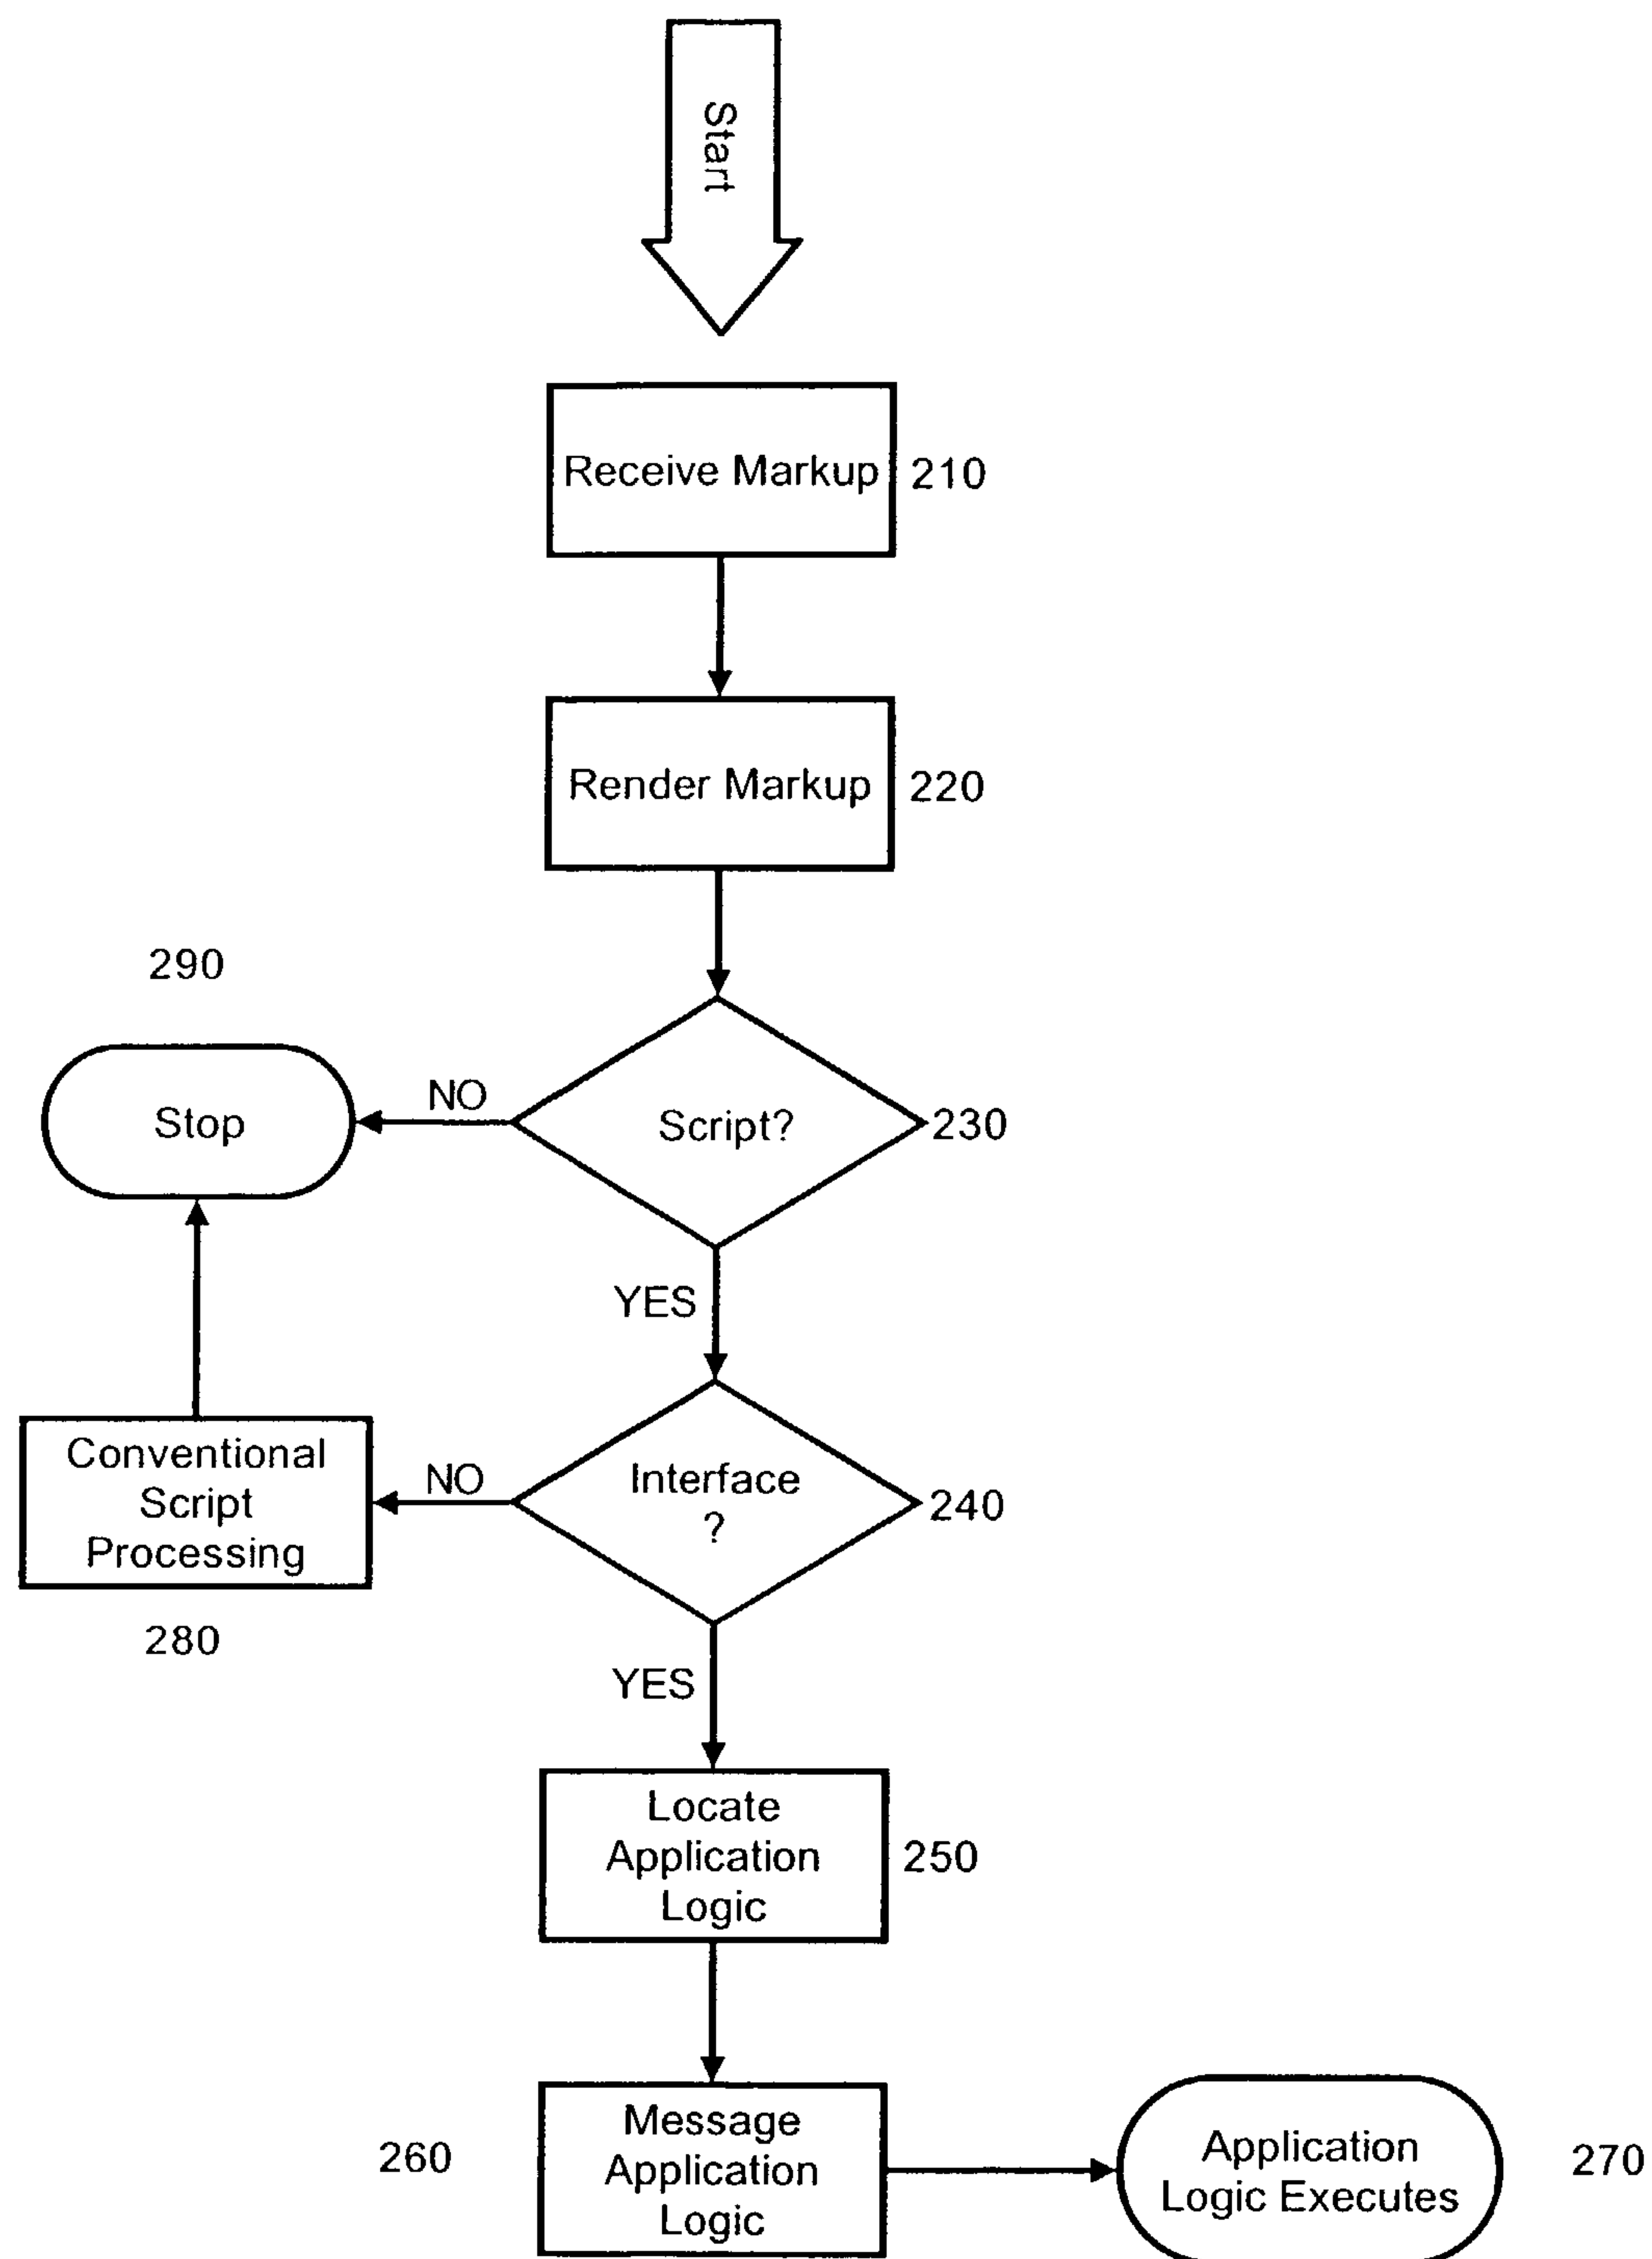 Start
Receive Markup
210
Render Markup
220
290
Stop
NO
Script?
230
YES
Conventional
Script
Processing
NO
Interface
?
240
280
YES
Locate
Application
Logic
250
260
Message
Application
Logic
Application
Logic Executes
270